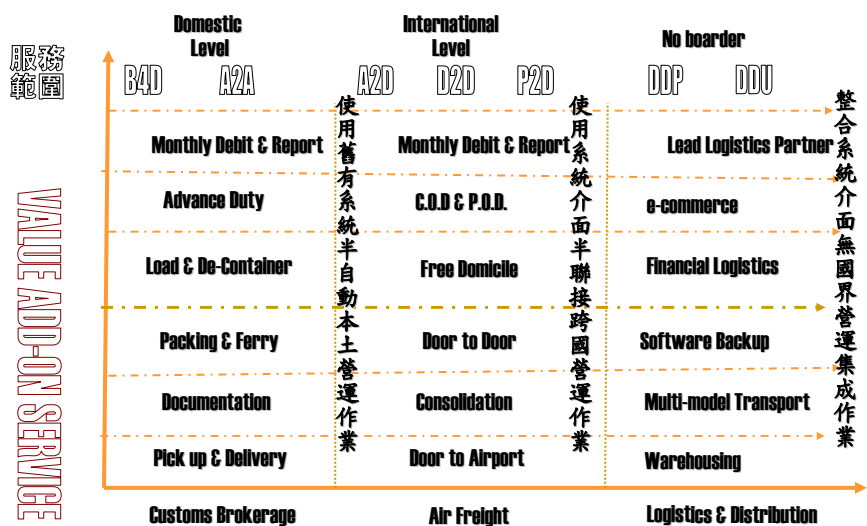 Domestic
Level
International
Level
No boarder
服務
範圍
B4D
A2A
A2D
D2D
P2D
DDP
DDU
Monthly Debit & Report
Monthly Debit & Report
Lead Logistics Partner
Advance Duty
C.O.D & P.O.D.
e-commerce
Load & De-Container
Free Domicile
Financial Logistics
Packing & Ferry
Door to Door
Software Backup
Documentation
Consolidation
Multi-model Transport
Pick up & Delivery
Door to Airport
Warehousing
Customs Brokerage
Air Freight
Logistics & Distribution
VALUE ADD-ON SERVICE
使用舊有系統半自動本土營運作業
使用系統介面半聯接跨國營運作業
整合系統介面無國界營運集成作業